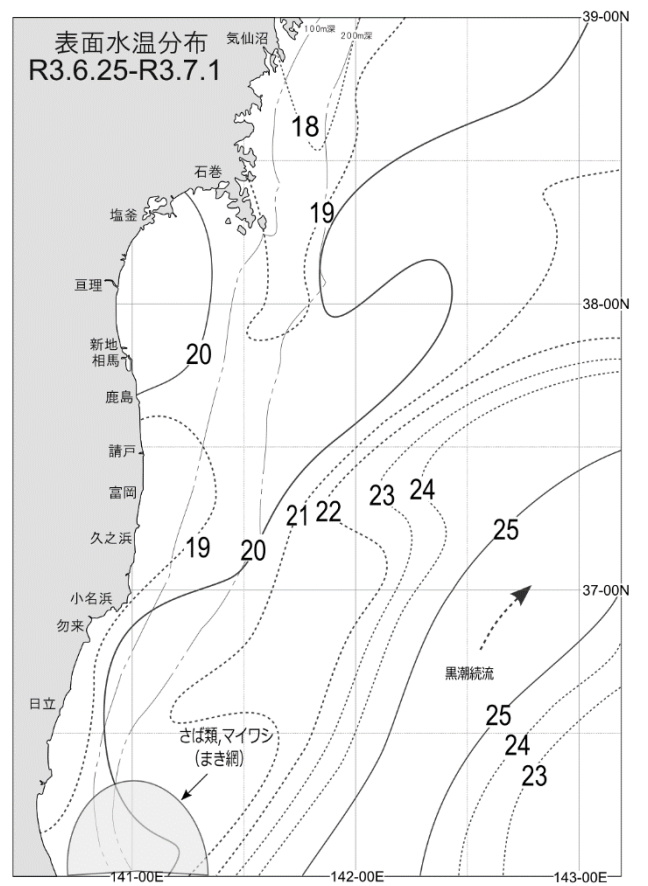 表面水温分布
R3.6.25-R3.7.1
気仙沼
100m深
200m深
39-00N
18
石巻
19
塩釜
亘理
38-00N
新地
20
相馬
鹿島
請戸
富岡
23
24
21
22
25
久之浜
19
20
小名浜
37-00N
勿来
黒潮続流
日立
25
さば類,マイワシ
(まき網)
24
23
141-00E
142-00E
143-00E